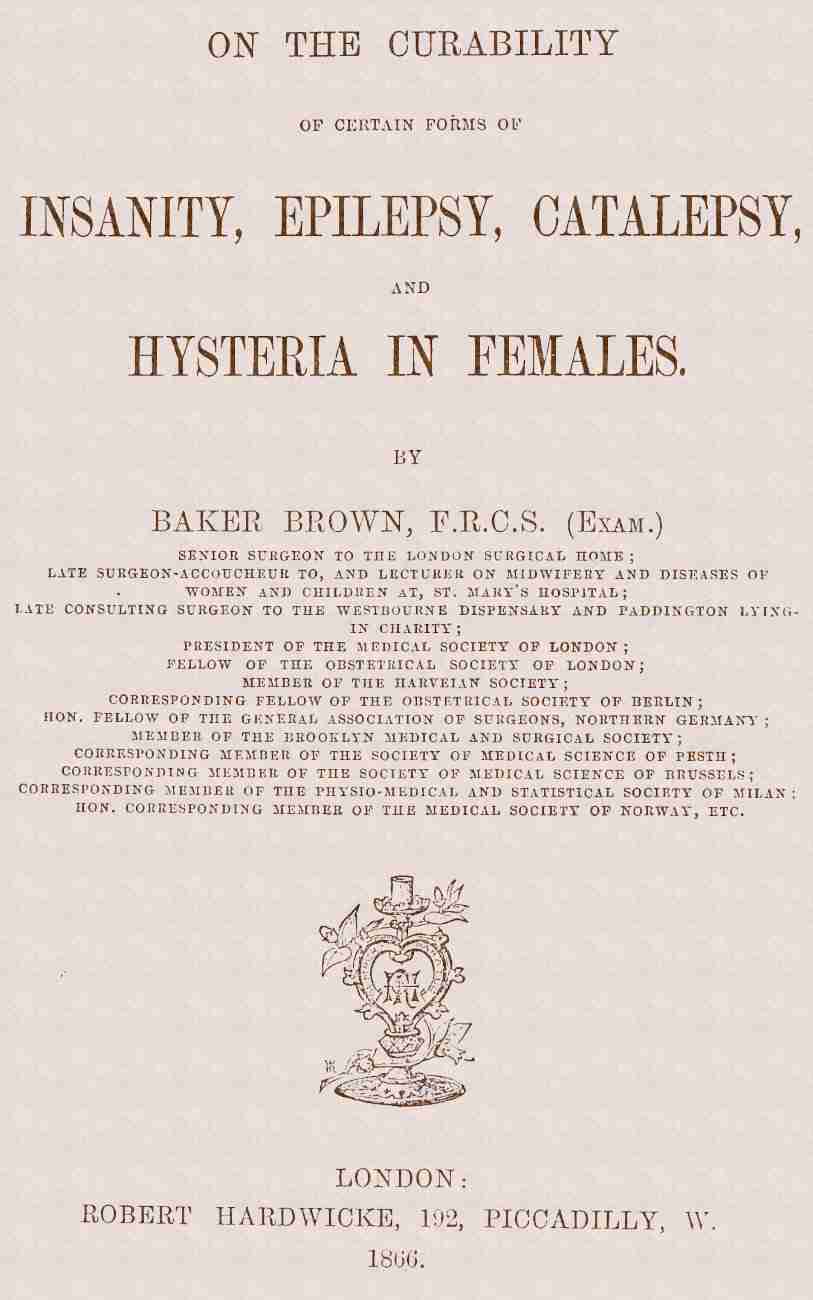 ON THE CURABILITY
OF CERTAIN FORMS OF
INSANITY, EPILEPSY, CATALEPSY,
AND
HYSTERIA IN FEMALES.
BY
BAKER BROWN, F.R.C.S. (EXAM.)
SENIOR SURGEON TO THE LONDON SURGICAL HOME;
LATE SURGEON-ACCOUCHEUR TO, AND LECTURER ON MIDWIFERY AND DISEASES OF
WOMEN AND CHILDREN AT, ST. MARY'S HOSPITAL;
LATE CONSULTING SURGEON TO THE WESTBOURNE DISPENSARY AND PADDINGTON LYING-
IN CHARITY;
PRESIDENT OF THE MEDICAL SOCIETY OF LONDON;
FELLOW OF THE OBSTETRICAL SOCIETY OF LONDON;
MEMBER OF THE HARVEIAN SOCIETY;
CORRESPONDING FELLOW OF THE OBSTETRICAL SOCIETY OF BERLIN;
HON. FELLOW OF THE GENERAL ASSOCIATION OF SURGEONS, NORTHERN GERMANY;
MEMBER OF THE BROOKLYN MEDICAL AND SURGICAL SOCIETY;
CORRESPONDING MEMBER OF THE SOCIETY OF MEDICAL SCIENCE OF PESTH;
CORRESPONDING MEMBER OF THE SOCIETY OF MEDICAL SCIENCE OF BRUSSELS;
CORRESPONDING MEMBER OF THE PHYSIO-MEDICAL AND STATISTICAL SOCIETY OF MILAN;
HON. CORRESPONDING MEMBER OF THE MEDICAL SOCIETY OF NORWAY, ETC.
LONDON:
ROBERT HARDWICKE, 192, PICCADILLY, W.
1866.